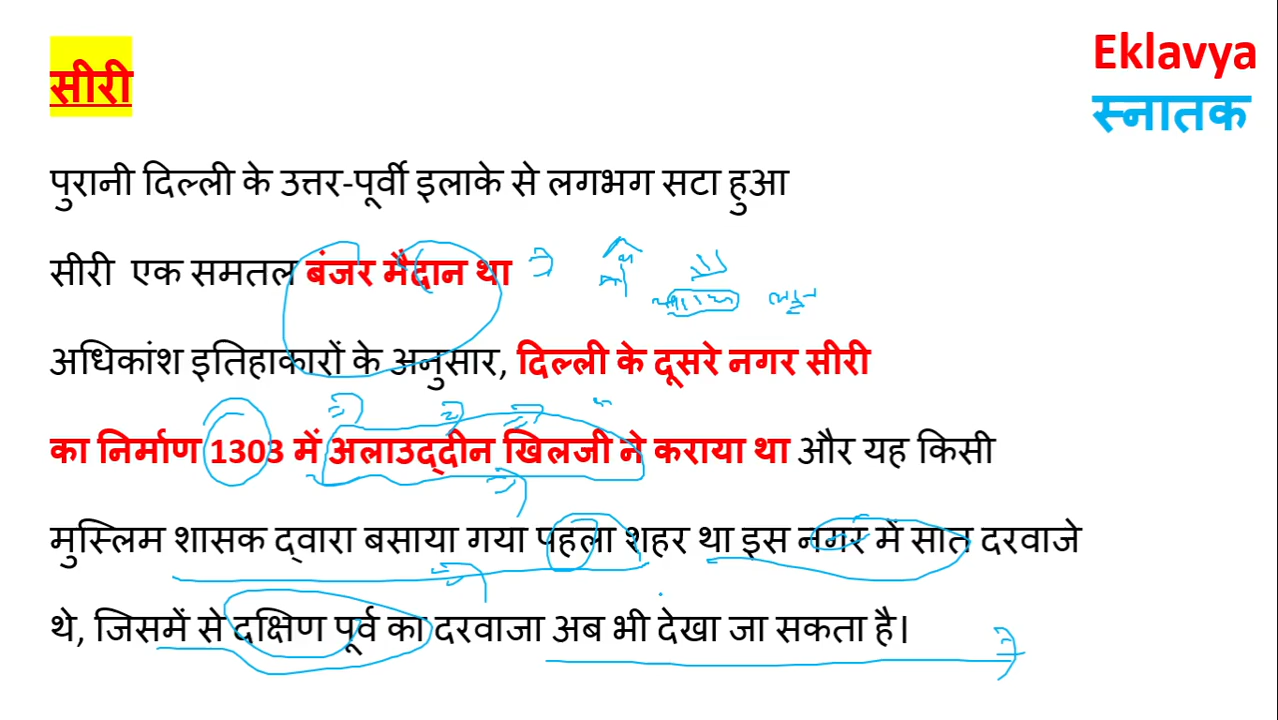 सीरी
Eklavya
स्नातक
पुरानी दिल्ली के उत्तर-पूर्वी इलाके से लगभग सटा हुआ
सीरी एक समतल बंजर मैदान था
अधिकांश इतिहाकारों के अनुसार, दिल्ली के दूसरे नगर सीरी
का निर्माण 1303 में अलाउद्दीन खिलजी ने कराया था और यह किसी
मुस्लिम शासक द्वारा बसाया गया पहला शहर था इस नगर में सात दरवाजे
थे, जिसमें से दक्षिण पूर्व का दरवाजा अब भी देखा जा सकता है।